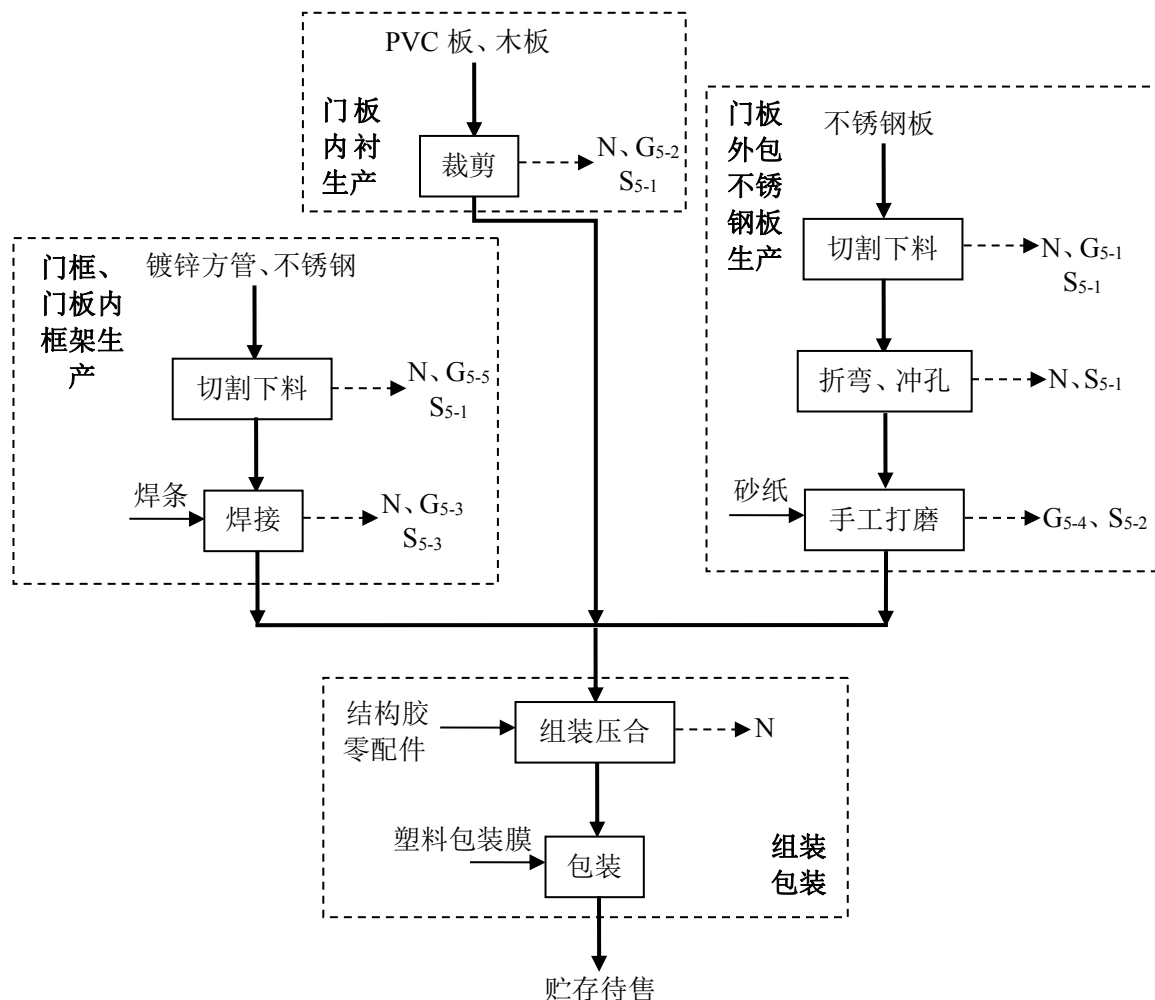 PVC 板、木板
门板
内衬
生产
裁剪
N、G5-2
S5-1
门板
外包
不锈
钢板
生产
不锈钢板
切割下料
N、G5-1
S5-1
折弯、冲孔
N、S5-1
砂纸
手工打磨
G5-4、S5-2
门框、
门板内
框架生
产
镀锌方管、不锈钢
切割下料
N、G5-5
S5-1
焊条
焊接
N、G5-3
S5-3
结构胶
零配件
组装压合
N
塑料包装膜
包装
组装
包装
贮存待售